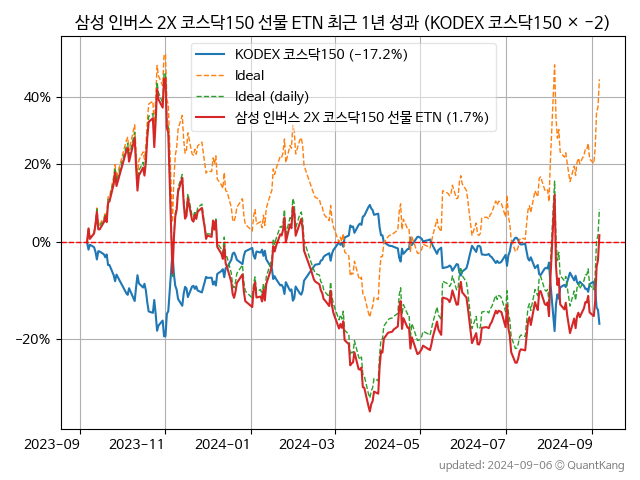 삼성 인버스 2X 코스닥150 선물 ETN 최근 1년 성과 (KODEX 코스닥150 × −2)
KODEX 코스닥150 (−17.2%)
Ideal
Ideal (daily)
삼성 인버스 2X 코스닥150 선물 ETN (1.7%)
40%
20%
0%
−20%
2023-09
2023-11
2024-01
2024-03
2024-05
2024-07
2024-09
updated: 2024-09-06 © QuantKang